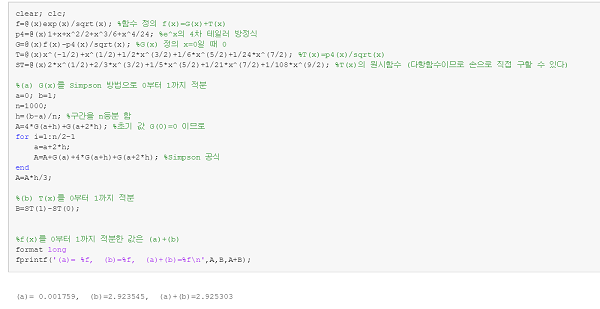 clear; clc;
f=@(x)exp(x)/sqrt(x); %함수 정의 f(x)=G(x)+T(x)
p4=@(x)1+x+x^2/2+x^3/6+x^4/24; %e^x의 4차 테일러 방정식
G=@(x)f(x)-p4(x)/sqrt(x); %G(x) 정의 x=0일 때 0
T=@(x)x^(-1/2)+x^(1/2)+1/2*x^(3/2)+1/6*x^(5/2)+1/24*x^(7/2); %T(x)=p4(x)/sqrt(x)
ST=@(x)2*x^(1/2)+2/3*x^(3/2)+1/5*x^(5/2)+1/21*x^(7/2)+1/108*x^(9/2); %T(x)의 원시함수 (다항함수이므로 손으로 직접 구할 수 있다)
%(a) G(x)를 Simpson 방법으로 0부터 1까지 적분
a=0; b=1;
n=1000;
h=(b-a)/n; %구간을 n등분 함
A=4*G(a+h)+G(a+2*h); %초기 값 G(0)=0 이므로
for i=1:n/2-1
a=a+2*h;
A=A+G(a)+4*G(a+h)+G(a+2*h); %Simpson 공식
end
A=A*h/3;
%(b) T(x)를 0부터 1까지 적분
B=ST(1)-ST(0);
%f(x)를 0부터 1까지 적분한 값은 (a)+(b)
format long
fprintf('(a)= %f,  (b)=%f,  (a)+(b)=%f\n',A,B,A+B);
(a)= 0.001759,  (b)=2.923545,  (a)+(b)=2.925303